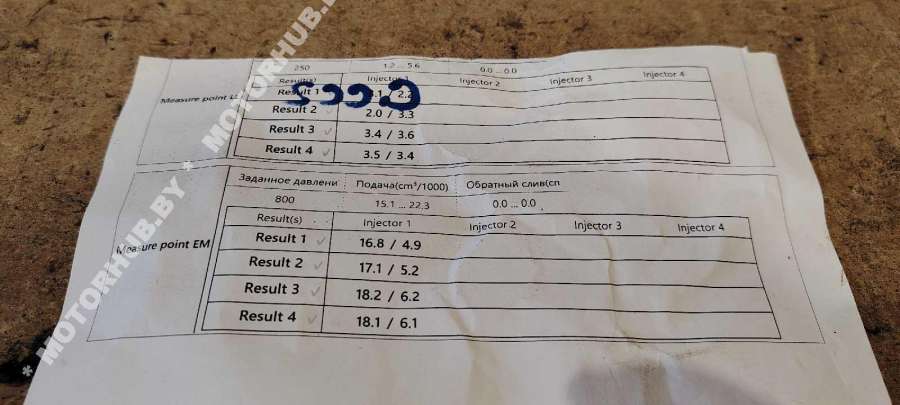 250 1.2 ... 5.6 0.0 ... 0.0
Result(s) Injector 1 Injector 2 Injector 3 Injector 4
Measure point
Result 1 2.2
Result 2 2.0 / 3.3
Result 3 3.4 / 3.6
Result 4 3.5 / 3.4
Заданное давлени Подача(cm³/1000) Обратный слив(сп
800 15.1 ... 22.3 0.0 ... 0.0
Result(s) Injector 1 Injector 2 Injector 3 Injector 4
Measure point EM
Result 1 16.8 / 4.9
Result 2 17.1 / 5.2
Result 3 18.2 / 6.2
Result 4 18.1 / 6.1
* MOTORHUB.BY * MOTORHUB.